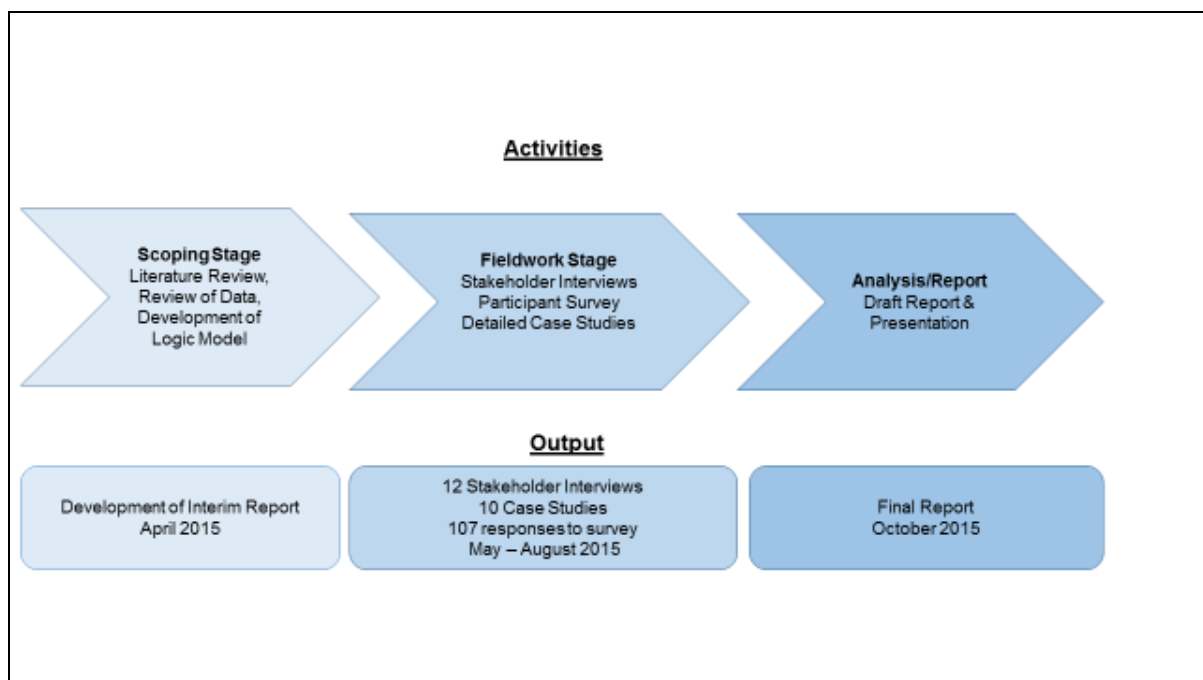 Activities
Scoping Stage
Literature Review,
Review of Data,
Development of
Logic Model
Fieldwork Stage
Stakeholder Interviews
Participant Survey
Detailed Case Studies
Analysis/Report
Draft Report &
Presentation
Output
Development of Interim Report
April 2015
12 Stakeholder Interviews
10 Case Studies
107 responses to survey
May – August 2015
Final Report
October 2015